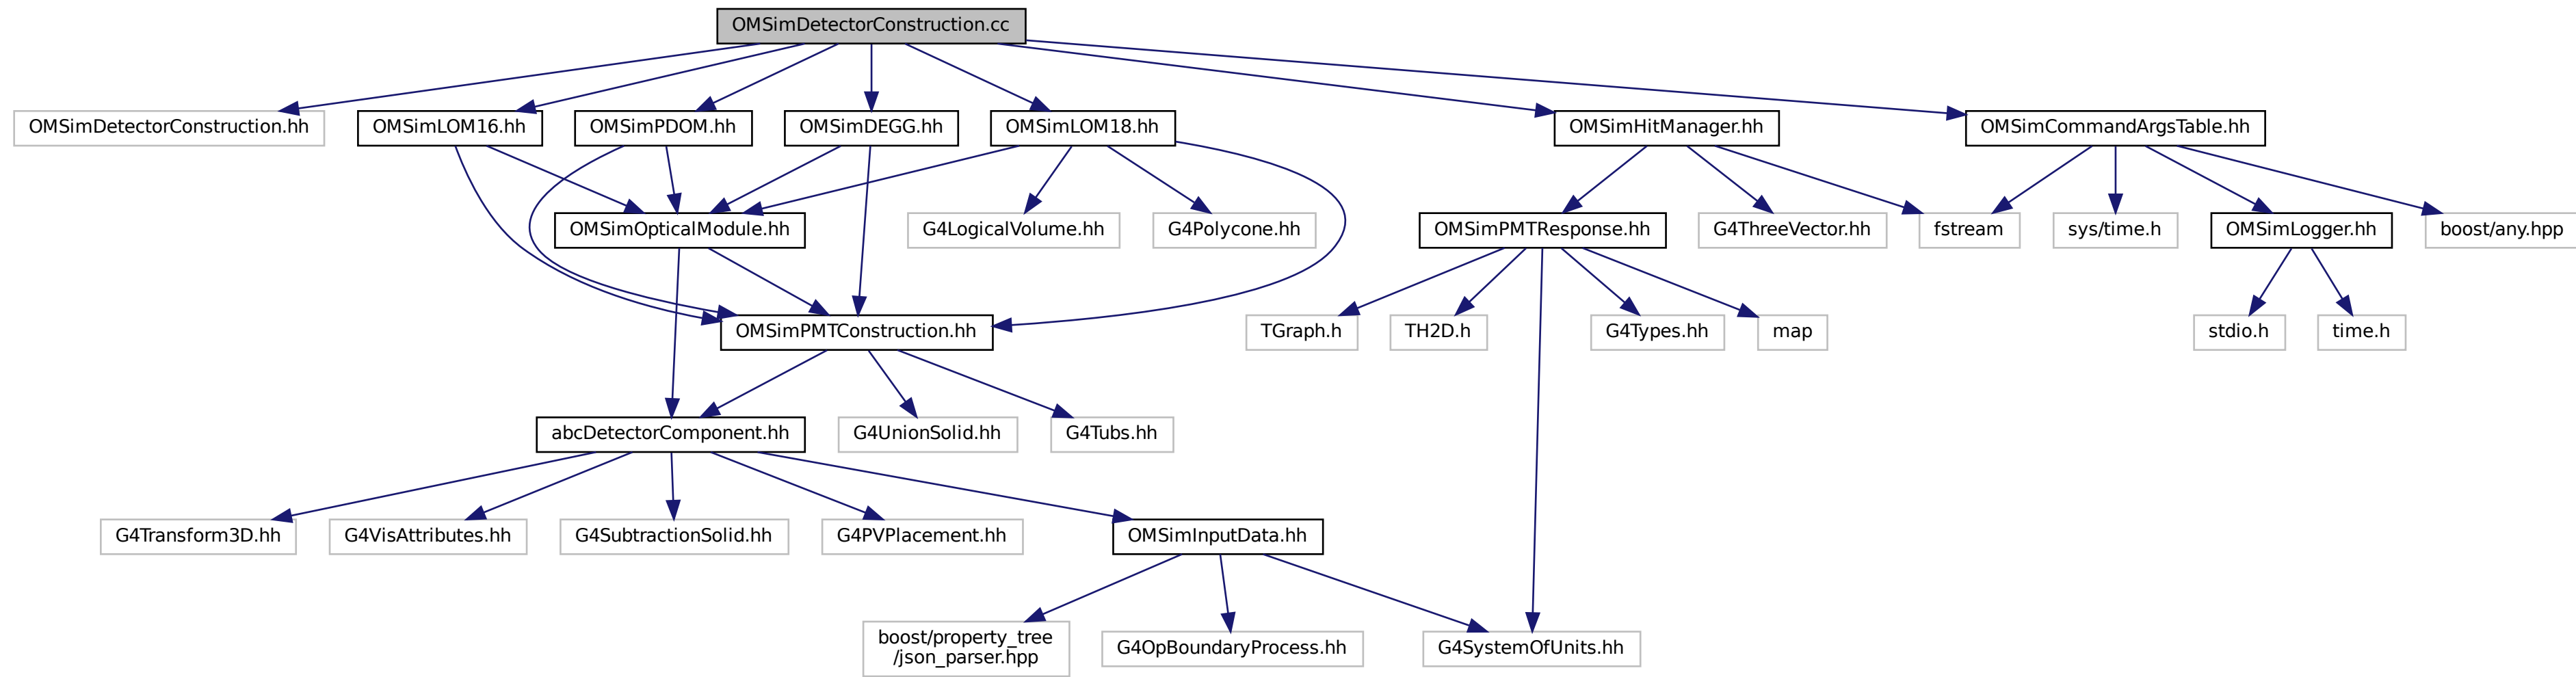 OMSimDetectorConstruction.cc
OMSimDetectorConstruction.hh
OMSimLOM16.hh
OMSimPDOM.hh
OMSimDEGG.hh
OMSimLOM18.hh
OMSimHitManager.hh
OMSimCommandArgsTable.hh
OMSimOpticalModule.hh
G4LogicalVolume.hh
G4Polycone.hh
OMSimPMTResponse.hh
G4ThreeVector.hh
fstream
sys/time.h
OMSimLogger.hh
boost/any.hpp
OMSimPMTConstruction.hh
TGraph.h
TH2D.h
G4Types.hh
map
stdio.h
time.h
abcDetectorComponent.hh
G4UnionSolid.hh
G4Tubs.hh
G4Transform3D.hh
G4VisAttributes.hh
G4SubtractionSolid.hh
G4PVPlacement.hh
OMSimInputData.hh
boost/property_tree
/json_parser.hpp
G4OpBoundaryProcess.hh
G4SystemOfUnits.hh